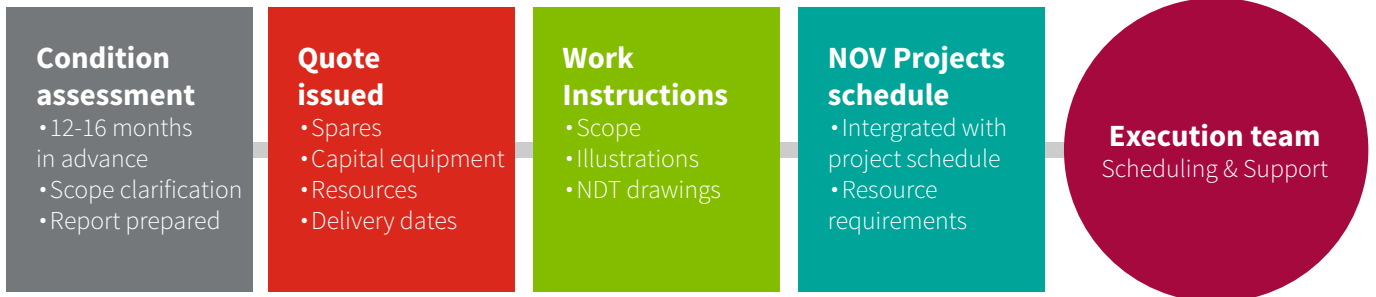 Condition
assessment
•12-16 months
in advance
•Scope clarification
•Report prepared
Quote
issued
•Spares
•Capital equipment
•Resources
•Delivery dates
Work
Instructions
•Scope
•Illustrations
•NDT drawings
NOV Projects
schedule
•Intergrated with
project schedule
•Resource
requirements
Execution team
Scheduling & Support